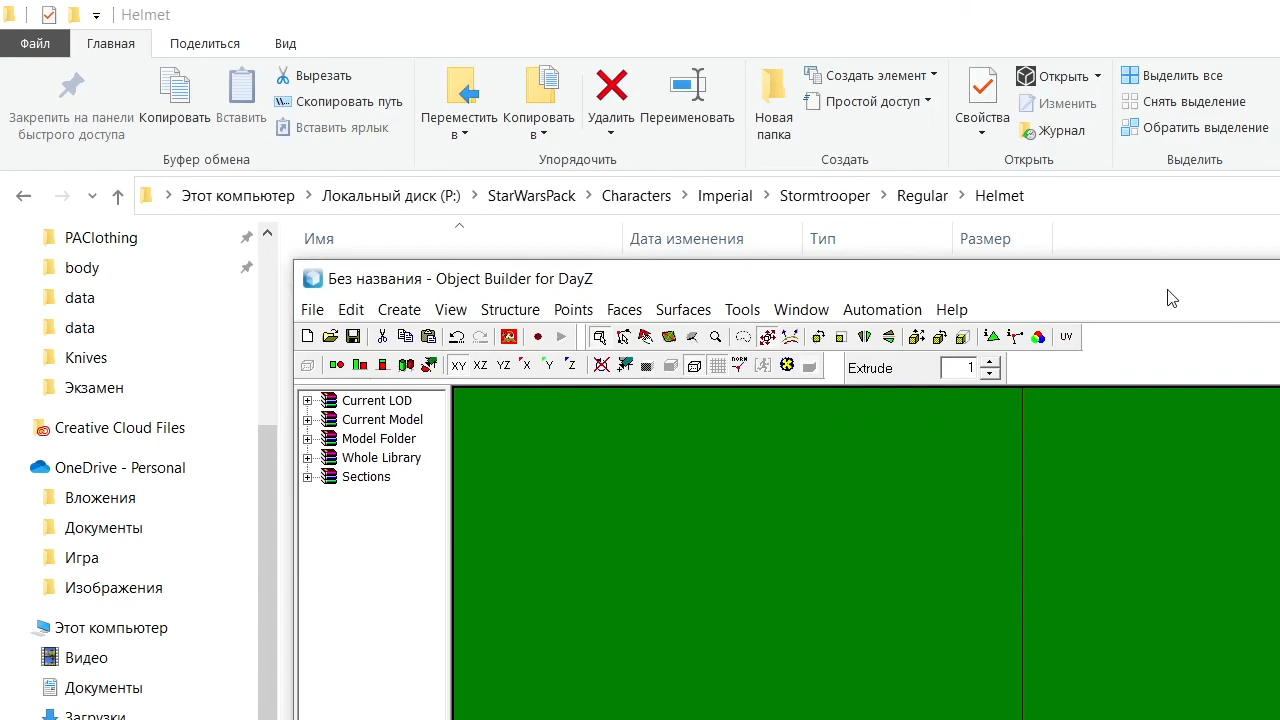 Helmet
Файл Главная Поделиться Вид
Закрепить на панели быстрого доступа
Копировать
Вставить
Вырезать
Скопировать путь
Вставить ярлык
Буфер обмена
Переместить в
Копировать в
Удалить
Переименовать
Упорядочить
Новая папка
Создать элемент
Простой доступ
Создать
Свойства
Открыть
Изменить
Журнал
Открыть
Выделить все
Снять выделение
Обратить выделение
Выделить
Этот компьютер Локальный диск (P:) StarWarsPack Characters Imperial Stormtrooper Regular Helmet
Имя Дата изменения Тип Размер
PAClothing
body
data
data
Knives
Экзамен
Creative Cloud Files
OneDrive - Personal
Вложения
Документы
Игра
Изображения
Этот компьютер
Видео
Документы
Загрузки
Без названия - Object Builder for DayZ
File Edit Create View Structure Points Faces Surfaces Tools Window Automation Help
UV
XY XZ YZ X Y Z NORM Extrude 1
Current LOD
Current Model
Model Folder
Whole Library
Sections